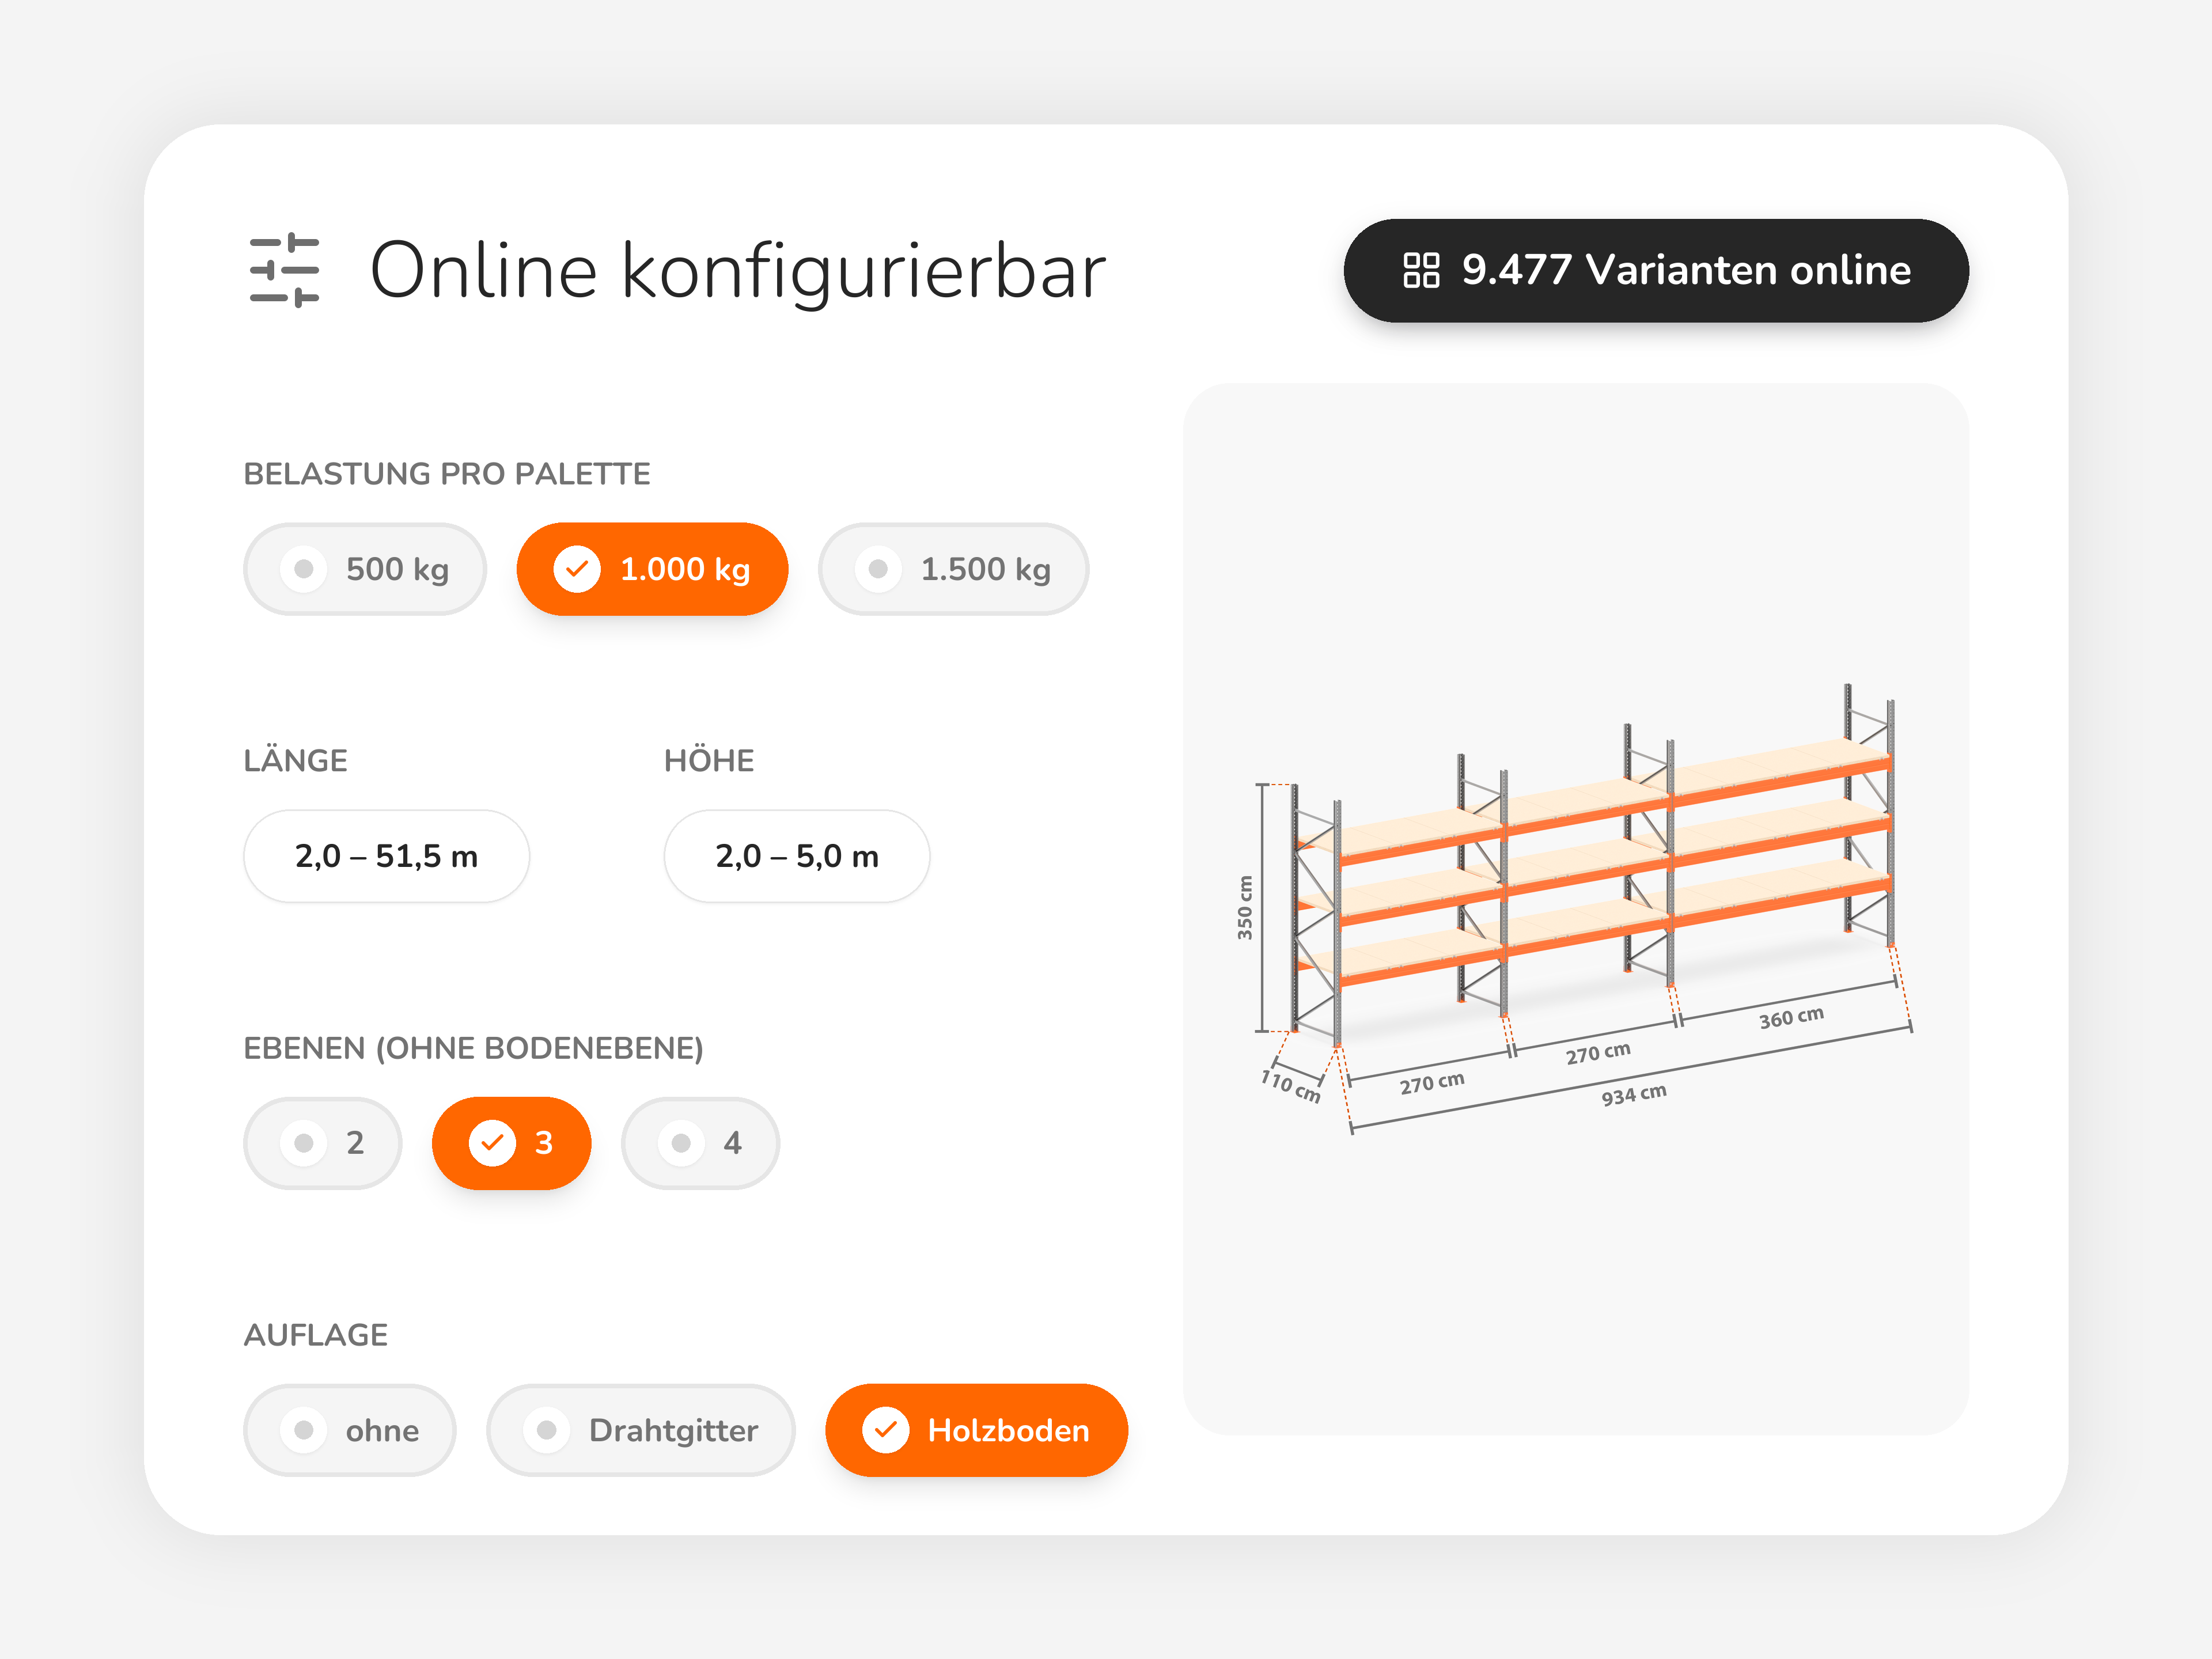 Online konfigurierbar
9.477 Varianten online
BELASTUNG PRO PALETTE
500 kg
1.000 kg
1.500 kg
LÄNGE
HÖHE
2,0 – 51,5 m
2,0 – 5,0 m
EBENEN (OHNE BODENEBENE)
2
3
4
AUFLAGE
ohne
Drahtgitter
Holzboden
350 cm
110 cm
270 cm
270 cm
360 cm
934 cm